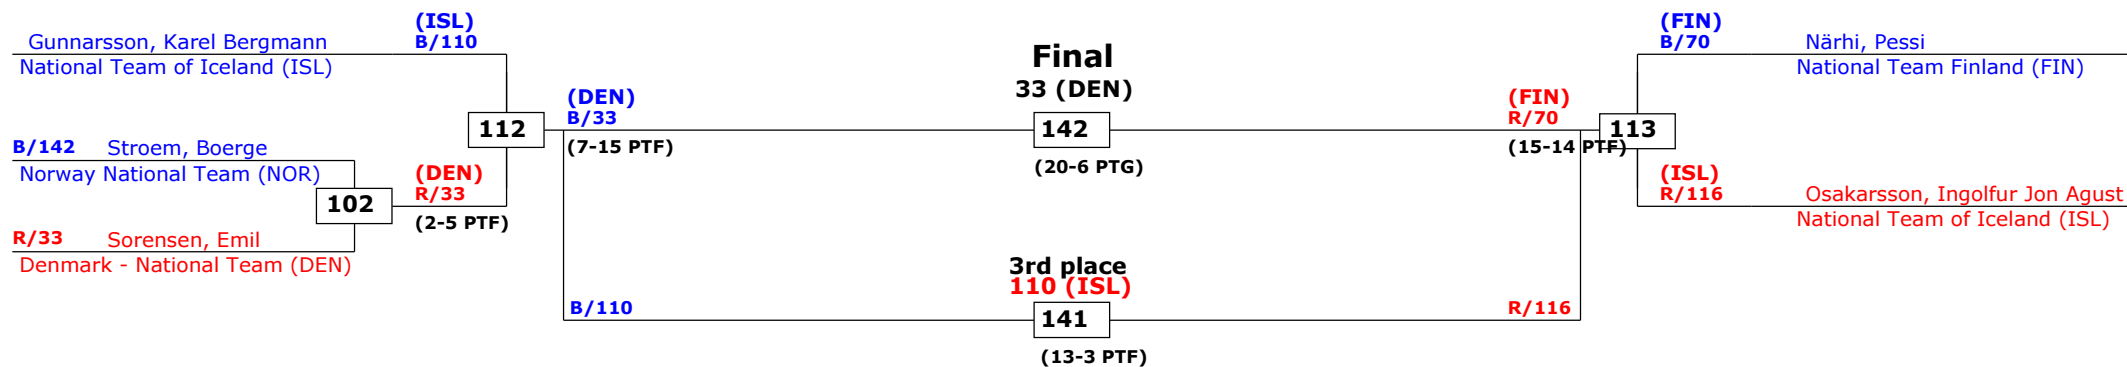 (ISL)
B/110
Gunnarsson, Karel Bergmann
National Team of Iceland (ISL)
112
B/142 Stroem, Boerge
Norway National Team (NOR)
102
(DEN)
R/33
(2-5 PTF)
R/33 Sorensen, Emil
Denmark - National Team (DEN)
(DEN)
B/33
(7-15 PTF)
Final
33 (DEN)
142
(20-6 PTG)
3rd place
110 (ISL)
B/110
141
R/116
(13-3 PTF)
(FIN)
R/70
(15-14 PTF)
113
(FIN)
B/70
Närhi, Pessi
National Team Finland (FIN)
(ISL)
R/116
Osakarsson, Ingolfur Jon Agust
National Team of Iceland (ISL)